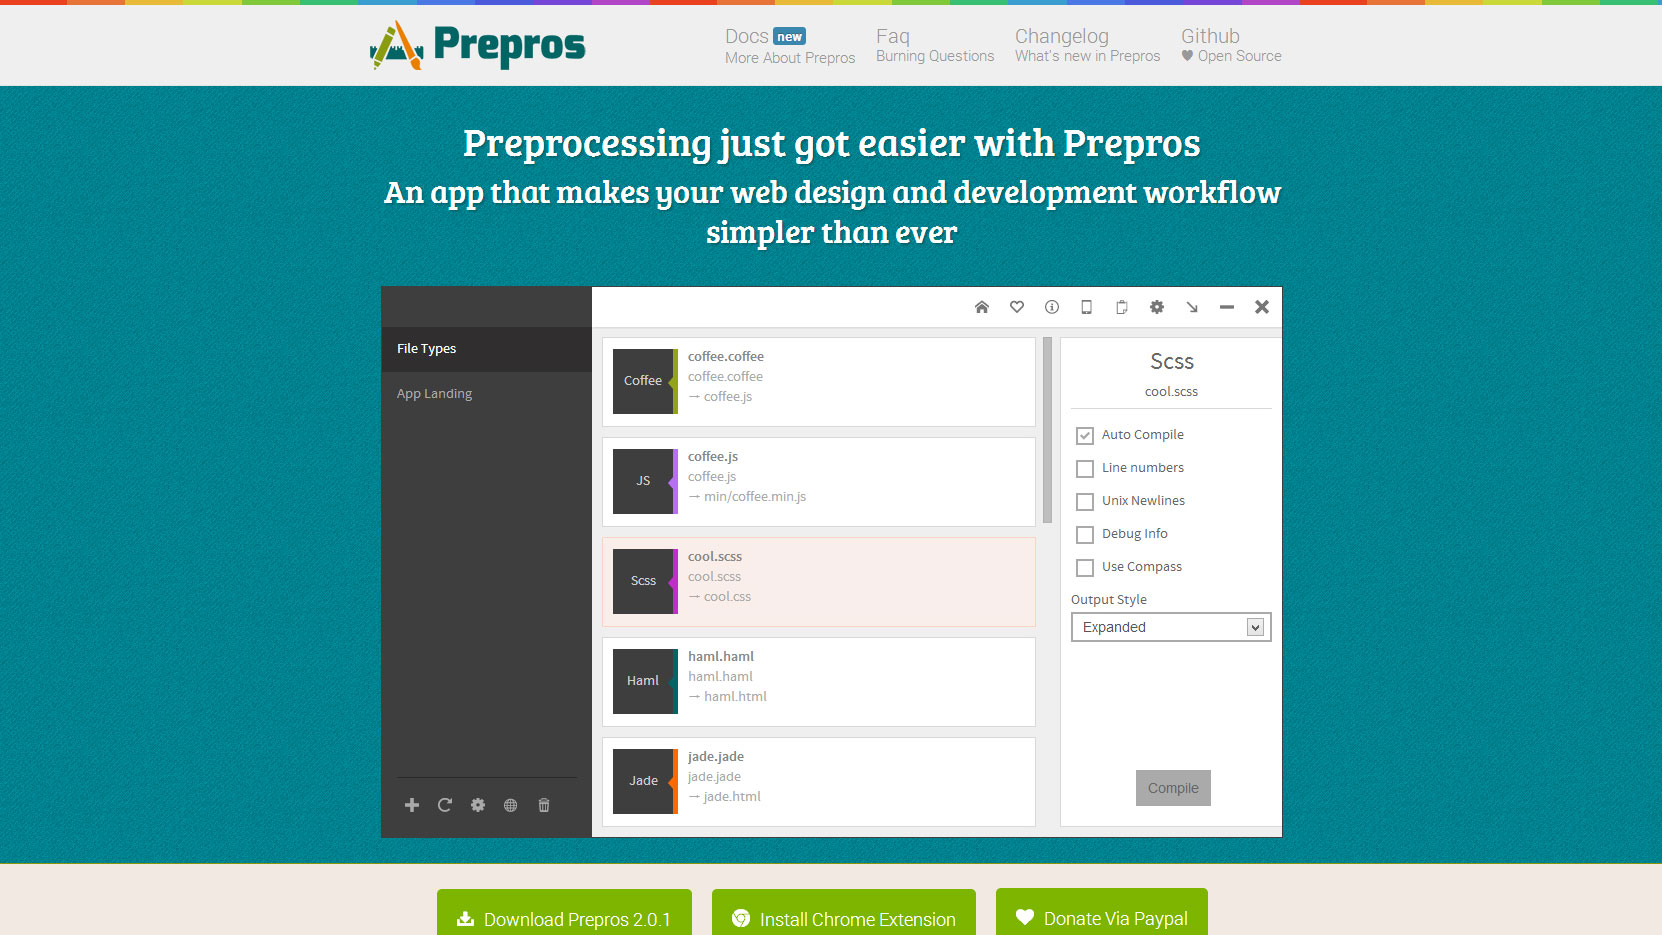 Prepros
Docs new
More About Prepros
Faq
Burning Questions
Changelog
What's new in Prepros
Github
Open Source
Preprocessing just got easier with Prepros
An app that makes your web design and development workflow
simpler than ever
File Types
App Landing
Coffee
coffee.coffee
coffee.coffee
→ coffee.js
JS
coffee.js
coffee.js
→ min/coffee.min.js
Scss
cool.scss
cool.scss
→ cool.css
Haml
haml.haml
haml.haml
→ haml.html
Jade
jade.jade
jade.jade
→ jade.html
Scss
cool.scss
Auto Compile
Line numbers
Unix Newlines
Debug Info
Use Compass
Output Style
Expanded
Compile
Download Prepros 2.0.1
Install Chrome Extension
Donate Via Paypal